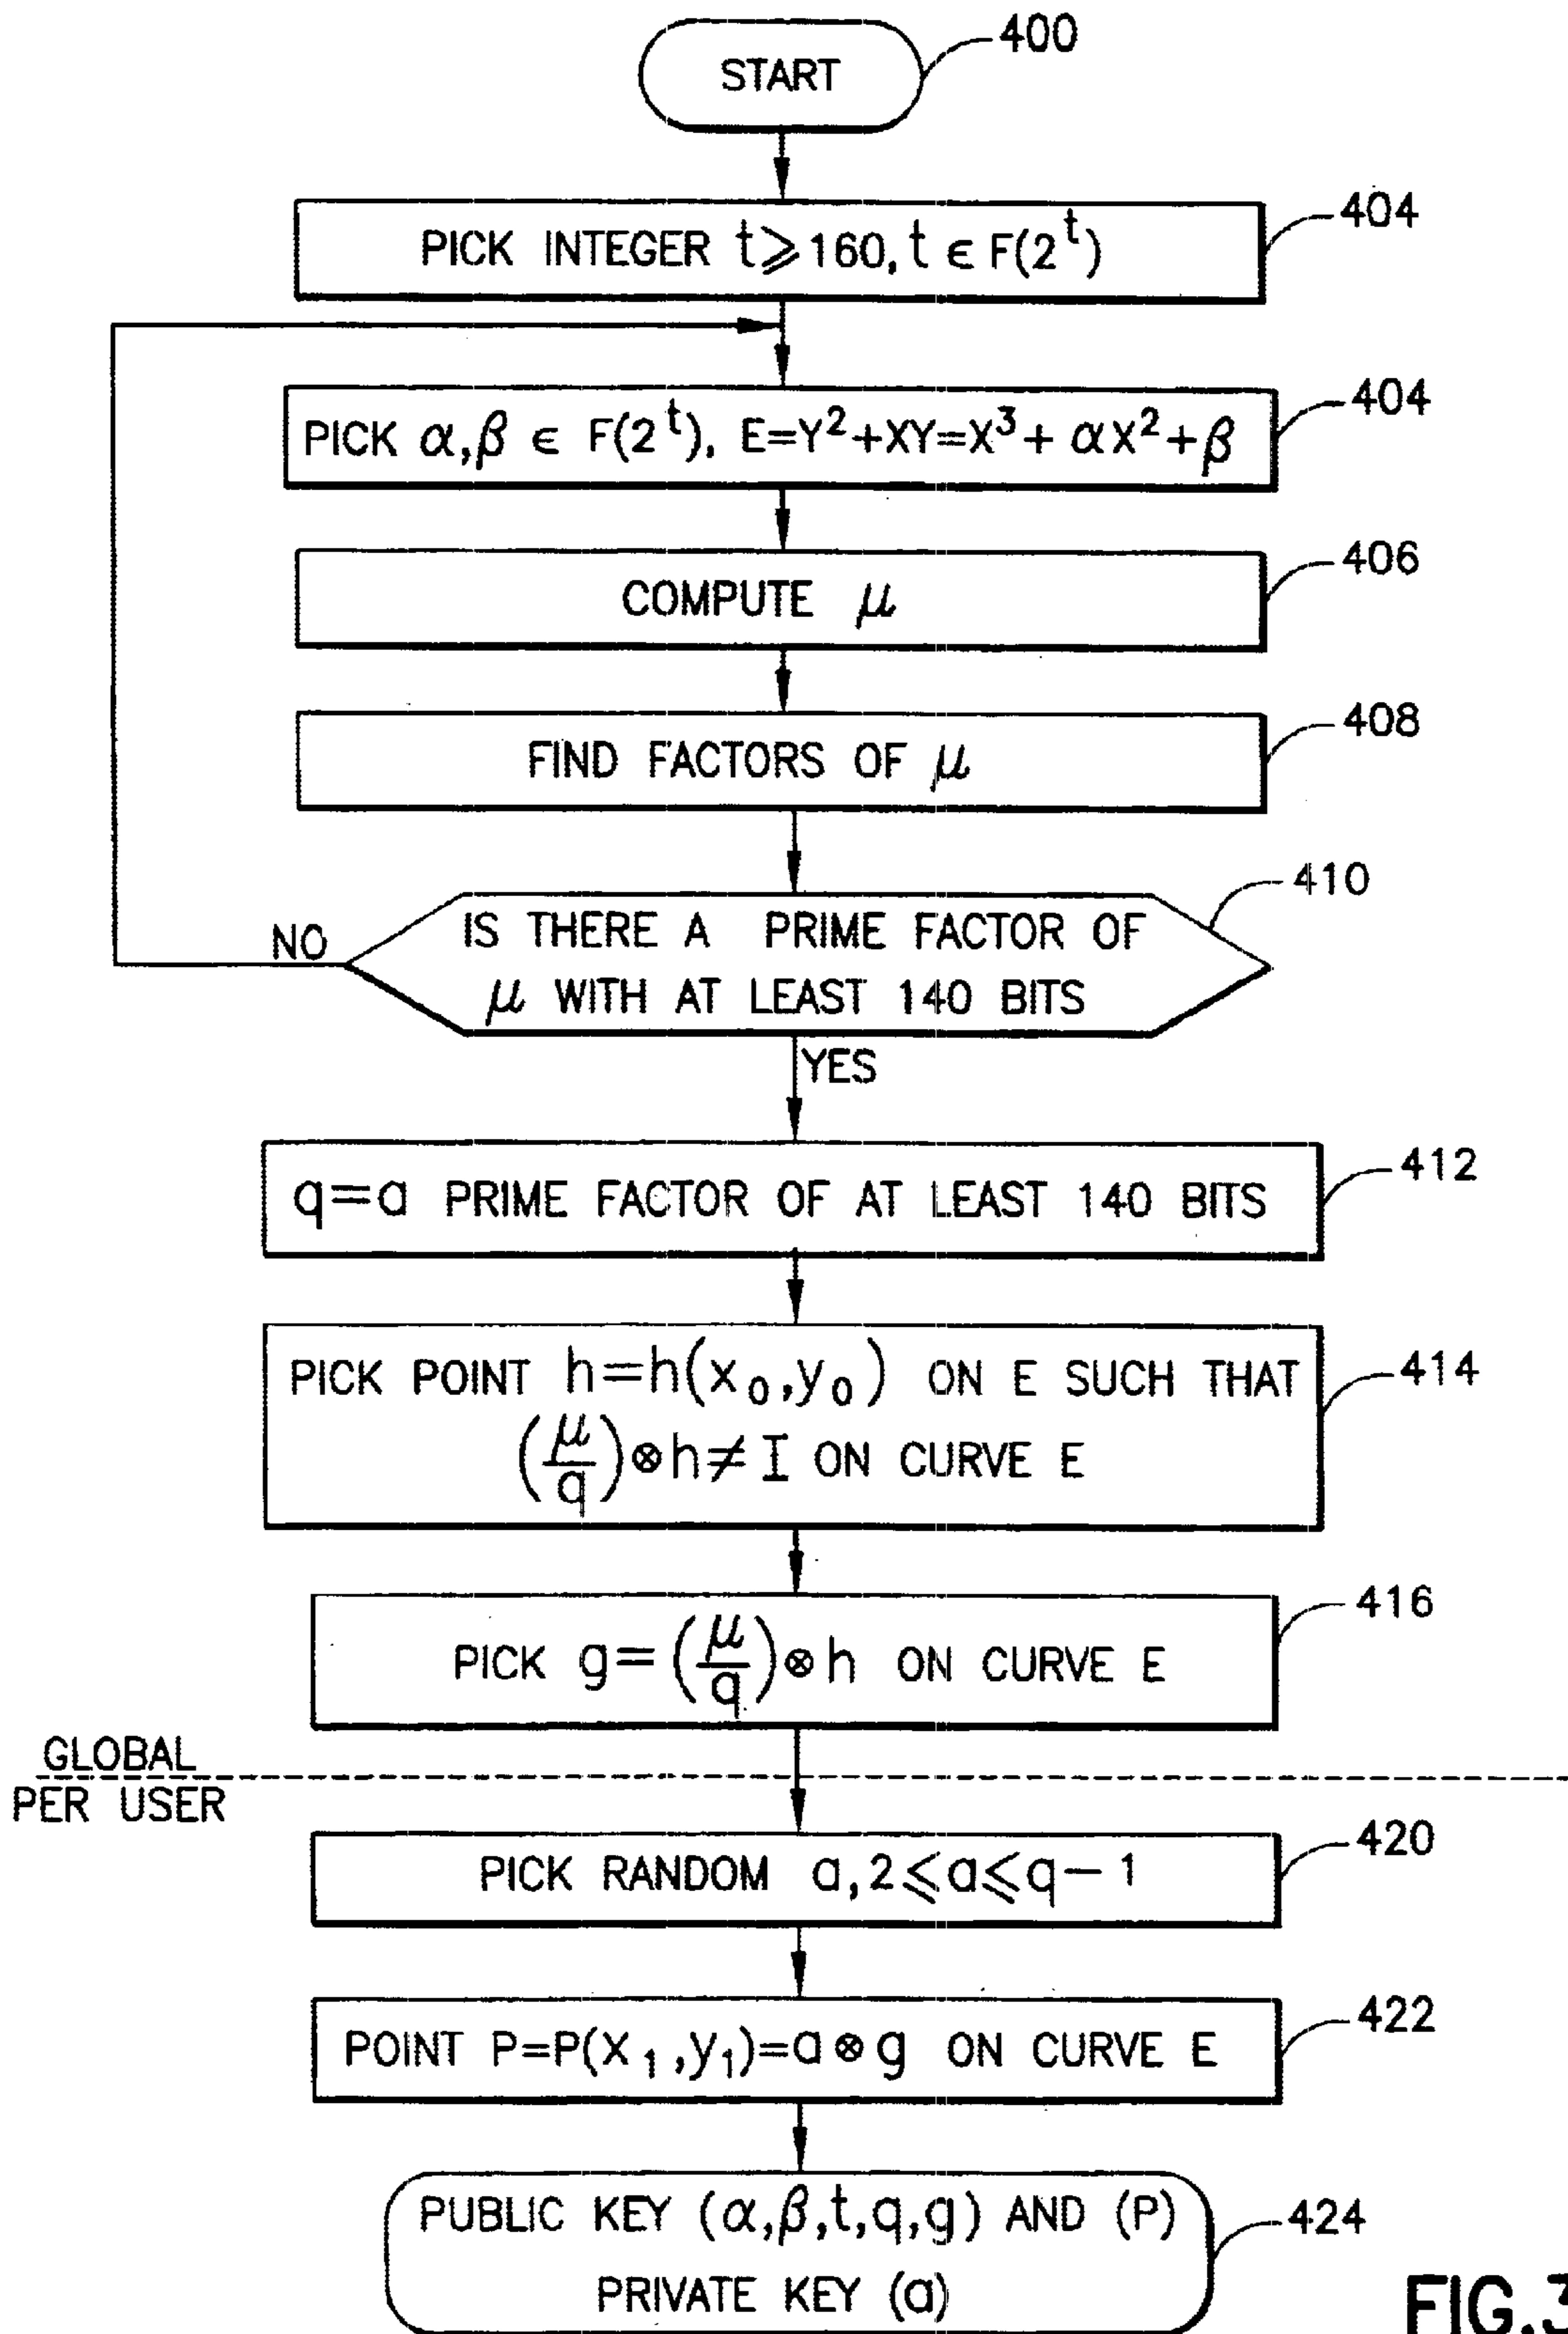 START
400
PICK INTEGER t ⩾ 160, t ϵ F(2^t)
404
PICK α,β ϵ F(2^t), E=Y²+XY=X³+αX²+β
404
COMPUTE μ
406
FIND FACTORS OF μ
408
410
IS THERE A PRIME FACTOR OF
μ WITH AT LEAST 140 BITS
NO
YES
q=a PRIME FACTOR OF AT LEAST 140 BITS
412
PICK POINT h=h(x₀,y₀) ON E SUCH THAT
(μ/q)⊗h≠I ON CURVE E
414
PICK g=(μ/q)⊗h ON CURVE E
416
GLOBAL
PER USER
PICK RANDOM a,2⩽a⩽q-1
420
POINT P=P(x₁,y₁)=a⊗g ON CURVE E
422
PUBLIC KEY (α,β,t,q,g) AND (P)
PRIVATE KEY (a)
424
FIG.3